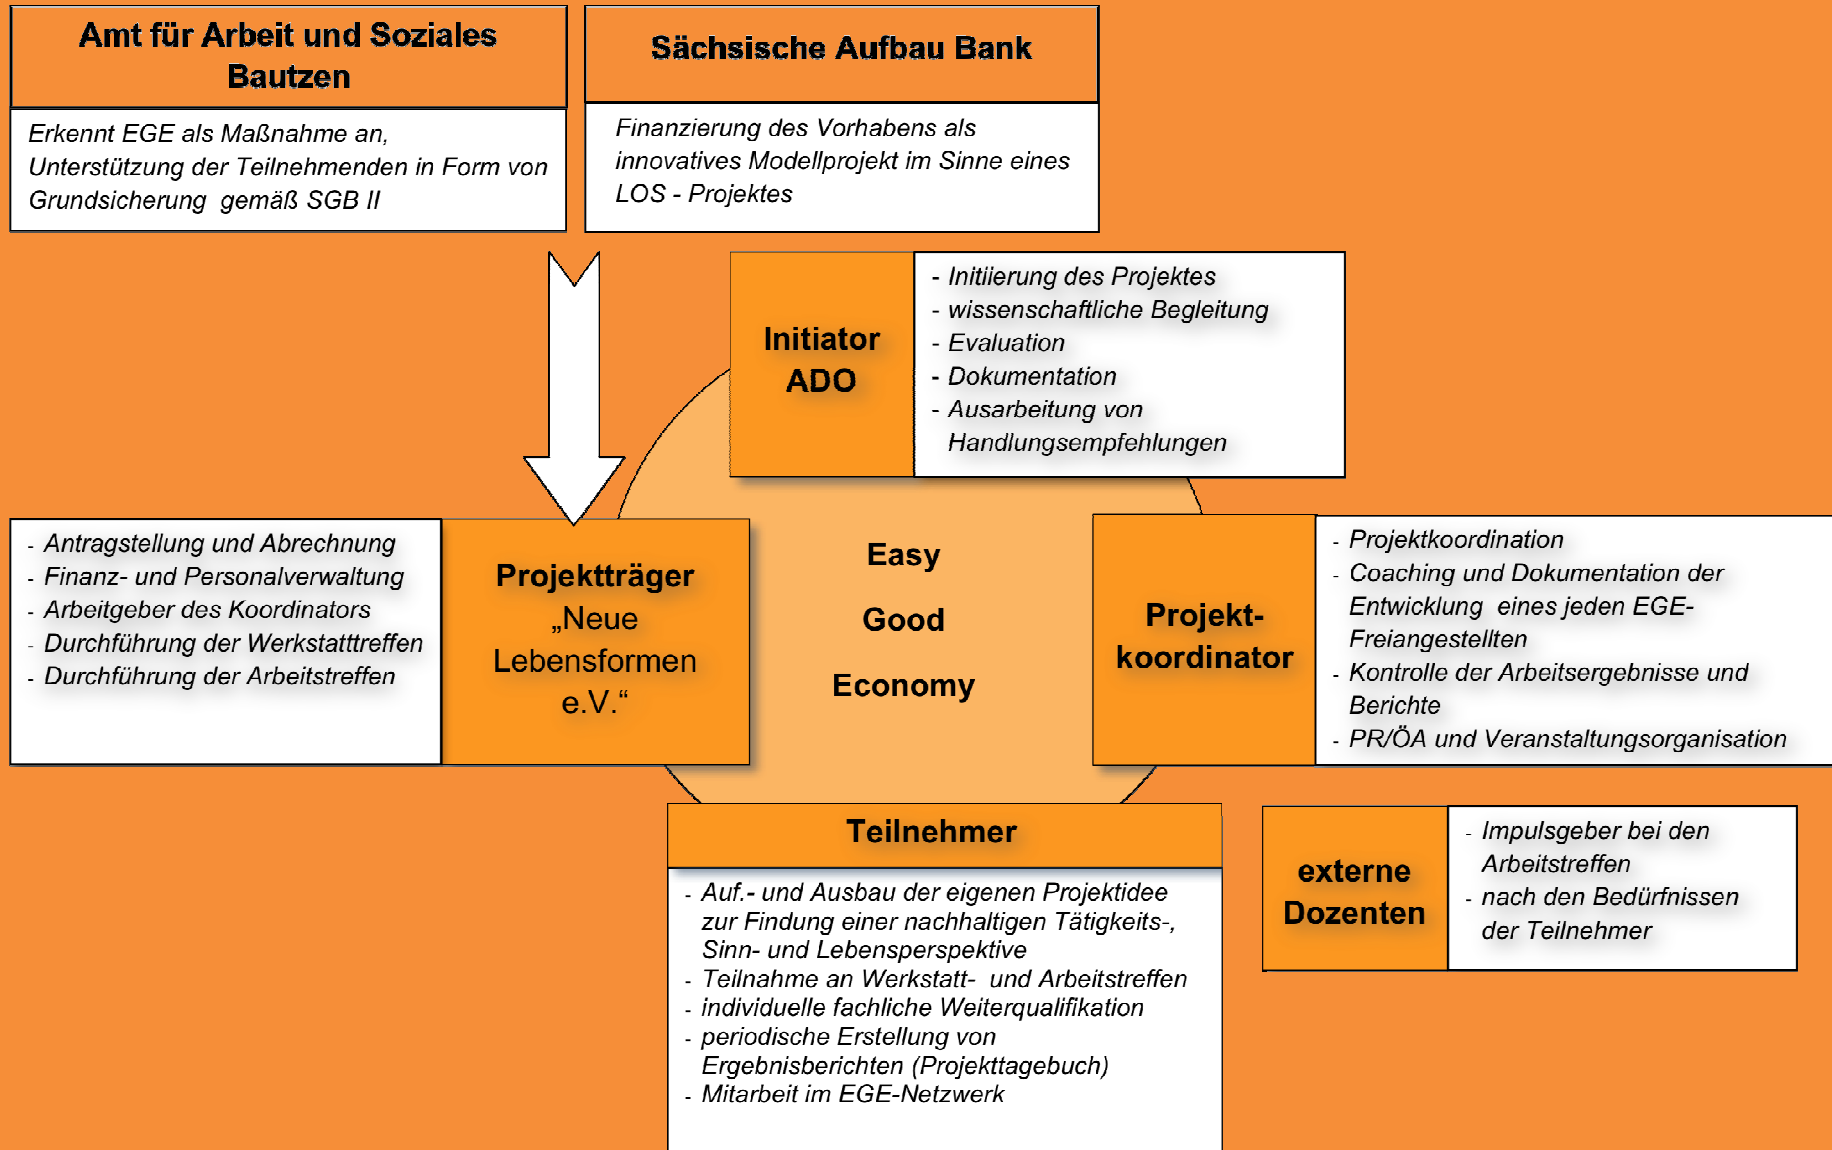 Amt für Arbeit und Soziales
Bautzen
Erkennt EGE als Maßnahme an,
Unterstützung der Teilnehmenden in Form von
Grundsicherung gemäß SGB II
Sächsische Aufbau Bank
Finanzierung des Vorhabens als
innovatives Modellprojekt im Sinne eines
LOS - Projektes
Initiator
ADO
- Initiierung des Projektes
- wissenschaftliche Begleitung
- Evaluation
- Dokumentation
- Ausarbeitung von
Handlungsempfehlungen
- Antragstellung und Abrechnung
- Finanz- und Personalverwaltung
- Arbeitgeber des Koordinators
- Durchführung der Werkstatttreffen
- Durchführung der Arbeitstreffen
Projektträger
„Neue
Lebensformen
e.V.“
Easy
Good
Economy
Projekt-
koordinator
- Projektkoordination
- Coaching und Dokumentation der
Entwicklung eines jeden EGE-
Freiangestellten
- Kontrolle der Arbeitsergebnisse und
Berichte
- PR/ÖA und Veranstaltungsorganisation
Teilnehmer
- Auf.- und Ausbau der eigenen Projektidee
zur Findung einer nachhaltigen Tätigkeits-,
Sinn- und Lebensperspektive
- Teilnahme an Werkstatt- und Arbeitstreffen
- individuelle fachliche Weiterqualifikation
- periodische Erstellung von
Ergebnisberichten (Projekttagebuch)
- Mitarbeit im EGE-Netzwerk
externe
Dozenten
- Impulsgeber bei den
Arbeitstreffen
- nach den Bedürfnissen
der Teilnehmer